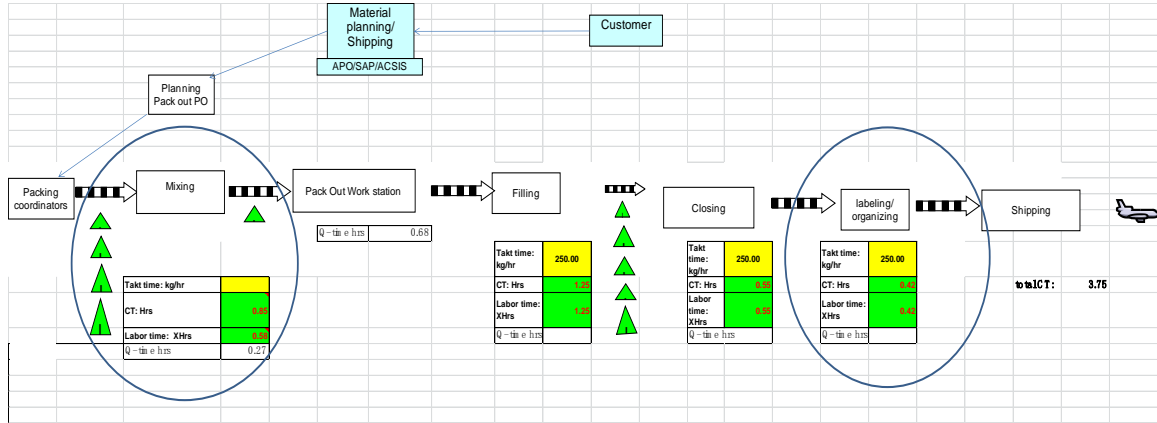 Material
planning/
Shipping
Customer
APO/SAP/ACSIS
Planning
Pack out PO
Packing
coordinators
Mixing
Pack Out Work station
Filling
Closing
labeling/
organizing
Shipping
Q-time hrs 0.68
Takt time: kg/hr
CT: Hrs 0.85
Labor time: XHrs 0.58
Q-time hrs 0.27
Takt time:
kg/hr 250.00
CT: Hrs 1.25
Labor time:
XHrs 1.25
Q-time hrs
Takt
time:
kg/hr 250.00
CT: Hrs 0.55
Labor
time:
XHrs 0.55
Q-time hrs
Takt time:
kg/hr 250.00
CT: Hrs 0.42
Labor time:
XHrs 0.42
Q-time hrs
total CT: 3.75